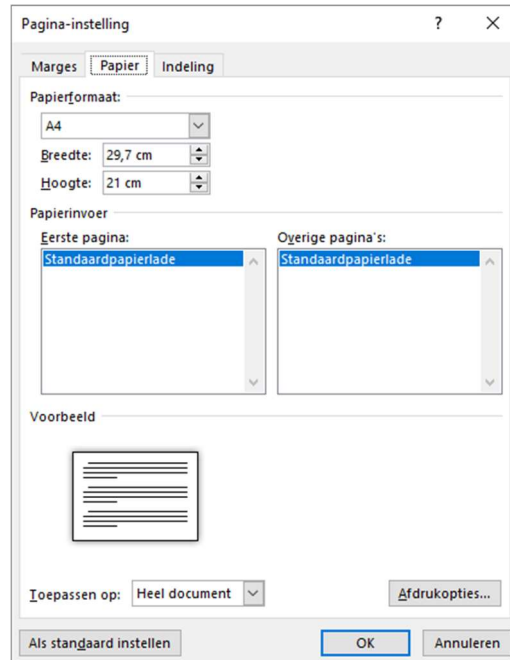 Pagina-instelling ? ×
Marges Papier Indeling
Papierformaat:
A4
Breedte: 29,7 cm
Hoogte: 21 cm
Papierinvoer
Eerste pagina: Overige pagina's:
Standaardpapierlade Standaardpapierlade
Voorbeeld
Toepassen op: Heel document Afdrukopties...
Als standaard instellen OK Annuleren